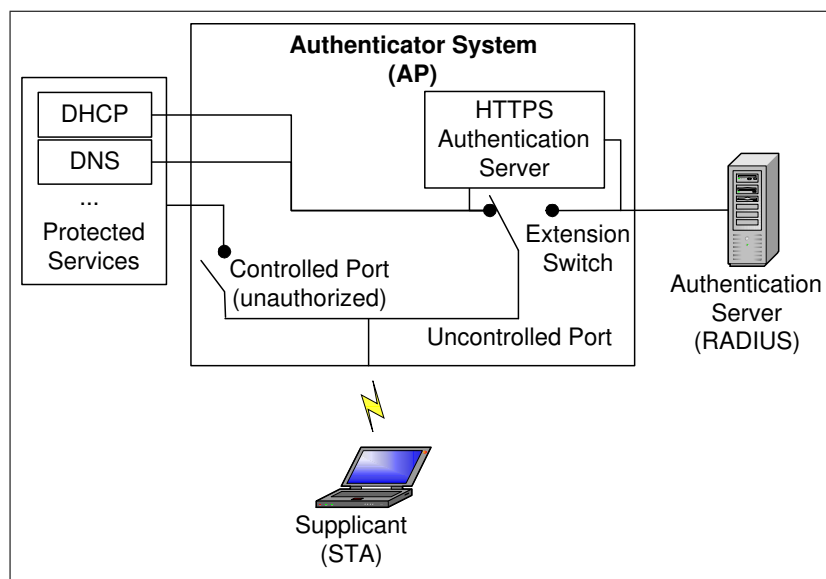 Authenticator System
(AP)
DHCP
DNS
...
Protected
Services
HTTPS
Authentication
Server
Controlled Port
(unauthorized)
Extension
Switch
Uncontrolled Port
Authentication
Server
(RADIUS)
Supplicant
(STA)